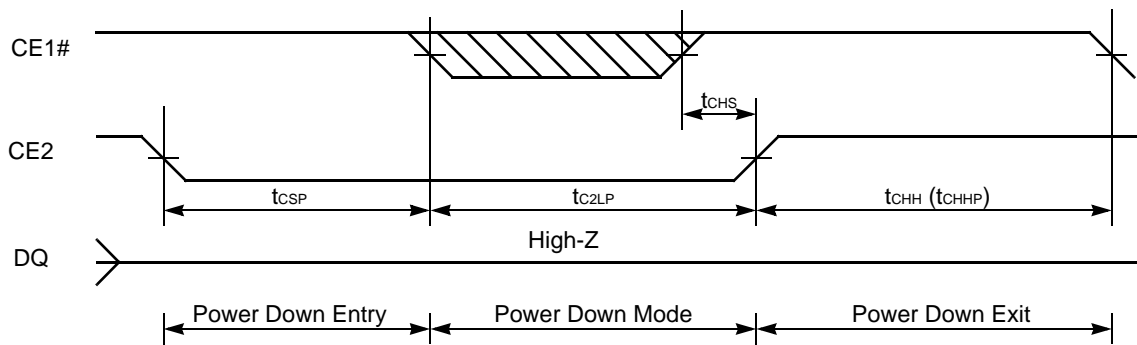 CE1#
tCHS
CE2
tCSP tC2LP tCHH (tCHHP)
High-Z
DQ
Power Down Entry Power Down Mode Power Down Exit